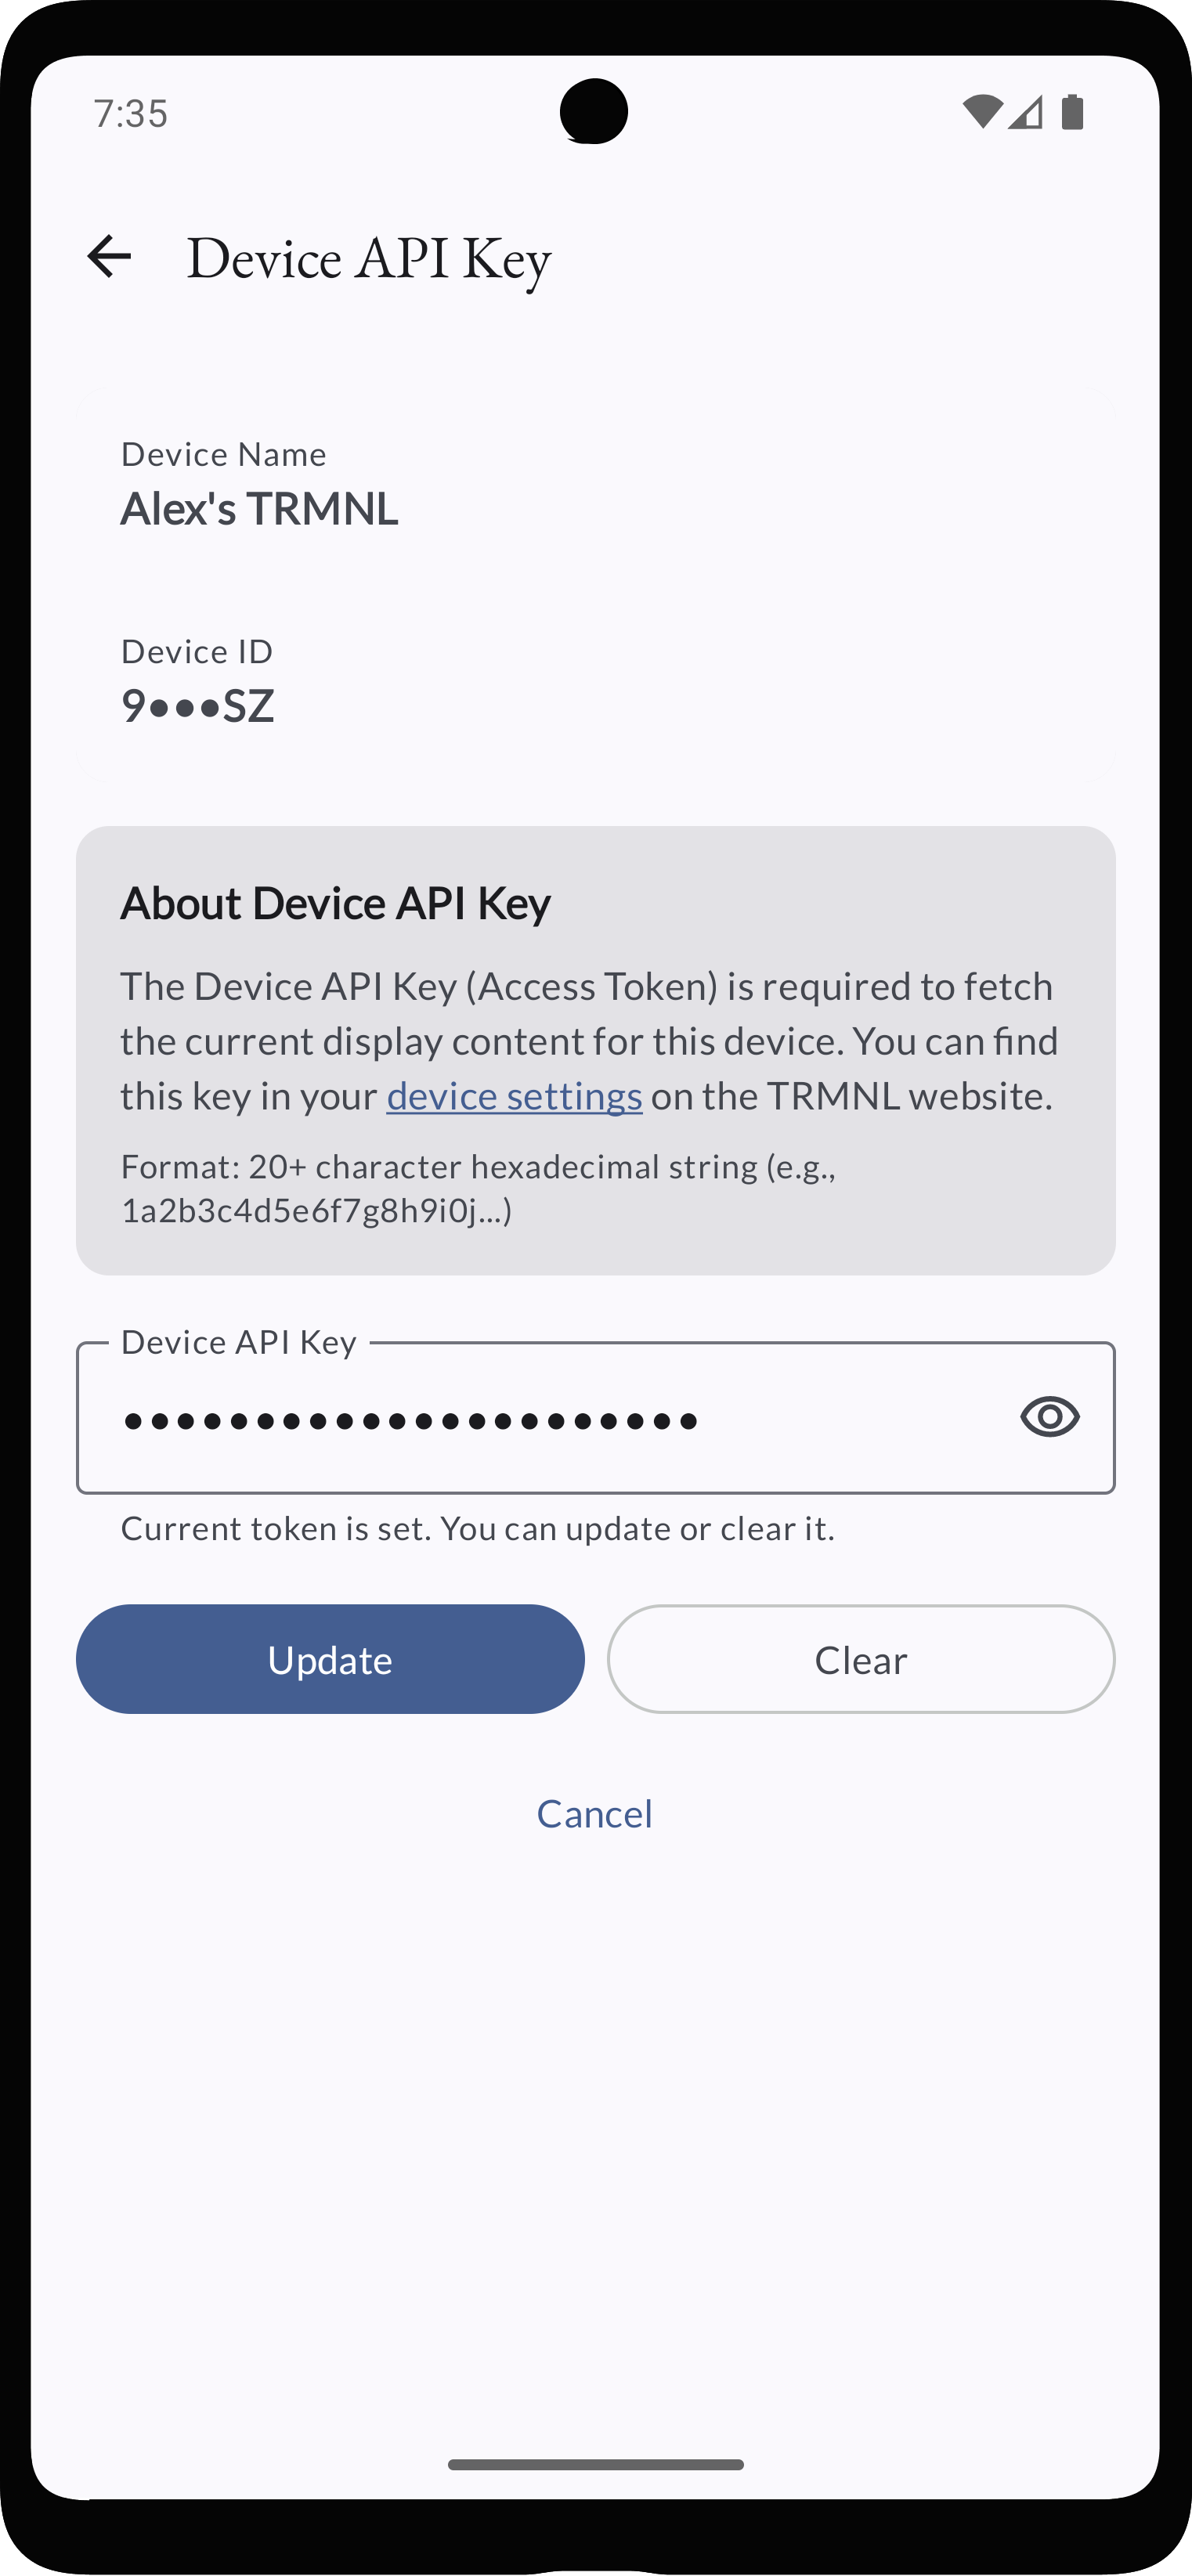 7:35
Device API Key
Device Name
Alex's TRMNL
Device ID
9●●●SZ
About Device API Key
The Device API Key (Access Token) is required to fetch
the current display content for this device. You can find
this key in your device settings on the TRMNL website.
Format: 20+ character hexadecimal string (e.g.,
1a2b3c4d5e6f7g8h9i0j...)
Device API Key
●●●●●●●●●●●●●●●●●●●●●●
Current token is set. You can update or clear it.
Update
Clear
Cancel